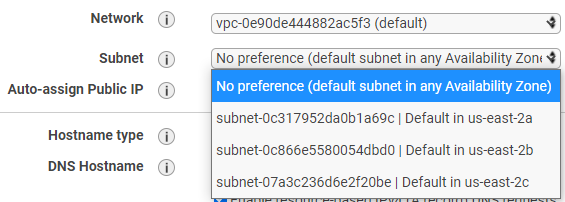 Network
vpc-0e90de444882ac5f3 (default)
Subnet
No preference (default subnet in any Availability Zone
Auto-assign Public IP
No preference (default subnet in any Availability Zone)
subnet-0c317952da0b1a69c | Default in us-east-2a
Hostname type
subnet-0c866e5580054dbd0 | Default in us-east-2b
DNS Hostname
subnet-07a3c236d6e2f20be | Default in us-east-2c